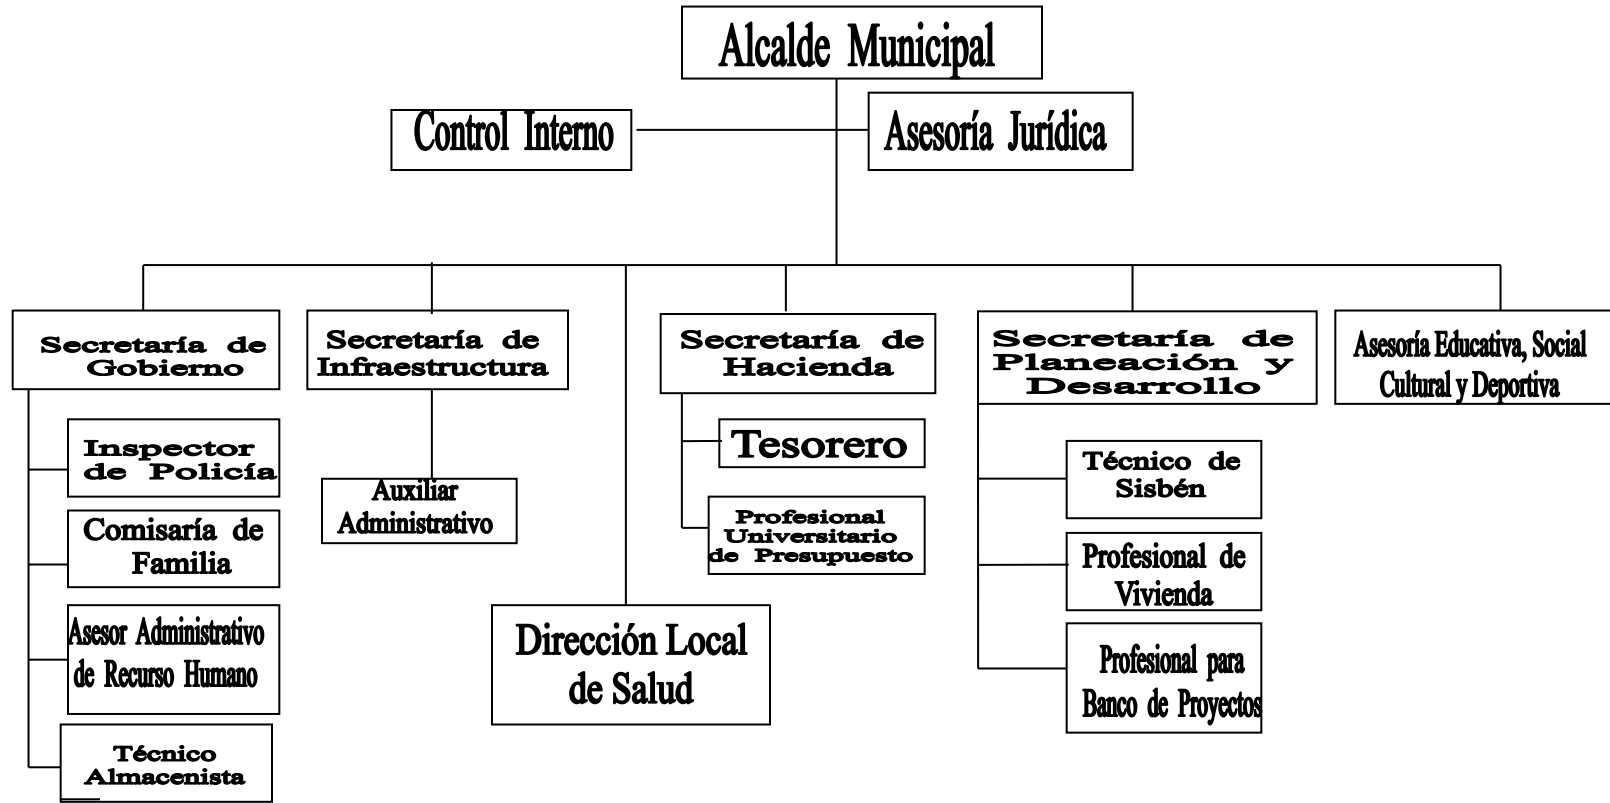 Alcalde Municipal
Control Interno
Asesoría Jurídica
Secretaría de
Gobierno
Secretaría de
Infraestructura
Secretaría de
Hacienda
Secretaría de
Planeación y
Desarrollo
Asesoría Educativa, Social
Cultural y Deportiva
Inspector
de Policía
Comisaría de
Familia
Asesor Administrativo
de Recurso Humano
Técnico
Almacenista
Auxiliar
Administrativo
Dirección Local
de Salud
Tesorero
Profesional
Universitario
de Presupuesto
Técnico de
Sisbén
Profesional de
Vivienda
Profesional para
Banco de Proyectos